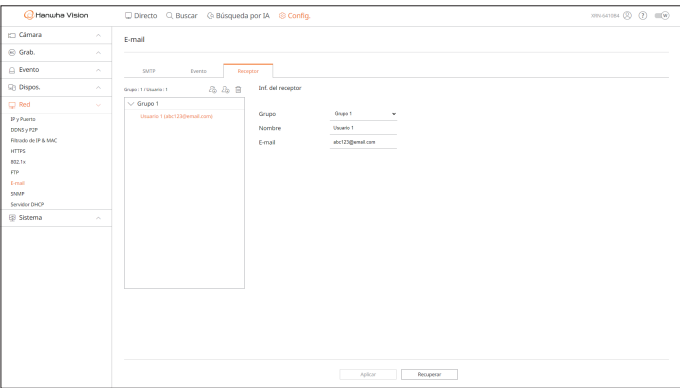 Hanwha Vision
Directo Buscar Búsqueda por IA Config.
Cámara
Grab.
Evento
Dispos.
Red
IP y Puerto
DDNS y P2P
Filtrado de IP & MAC
HTTPS
802.1x
FTP
E-mail
SNMP
Servidor DHCP
Sistema
E-mail
SMTP Evento Receptor
Grupo: 1 / Usuario: 1
Grupo 1
Usuario 1 (abc123@email.com)
Inf. del receptor
Grupo Grupo 1
Nombre Usuario 1
E-mail abc123@email.com
Aplicar Recuperar